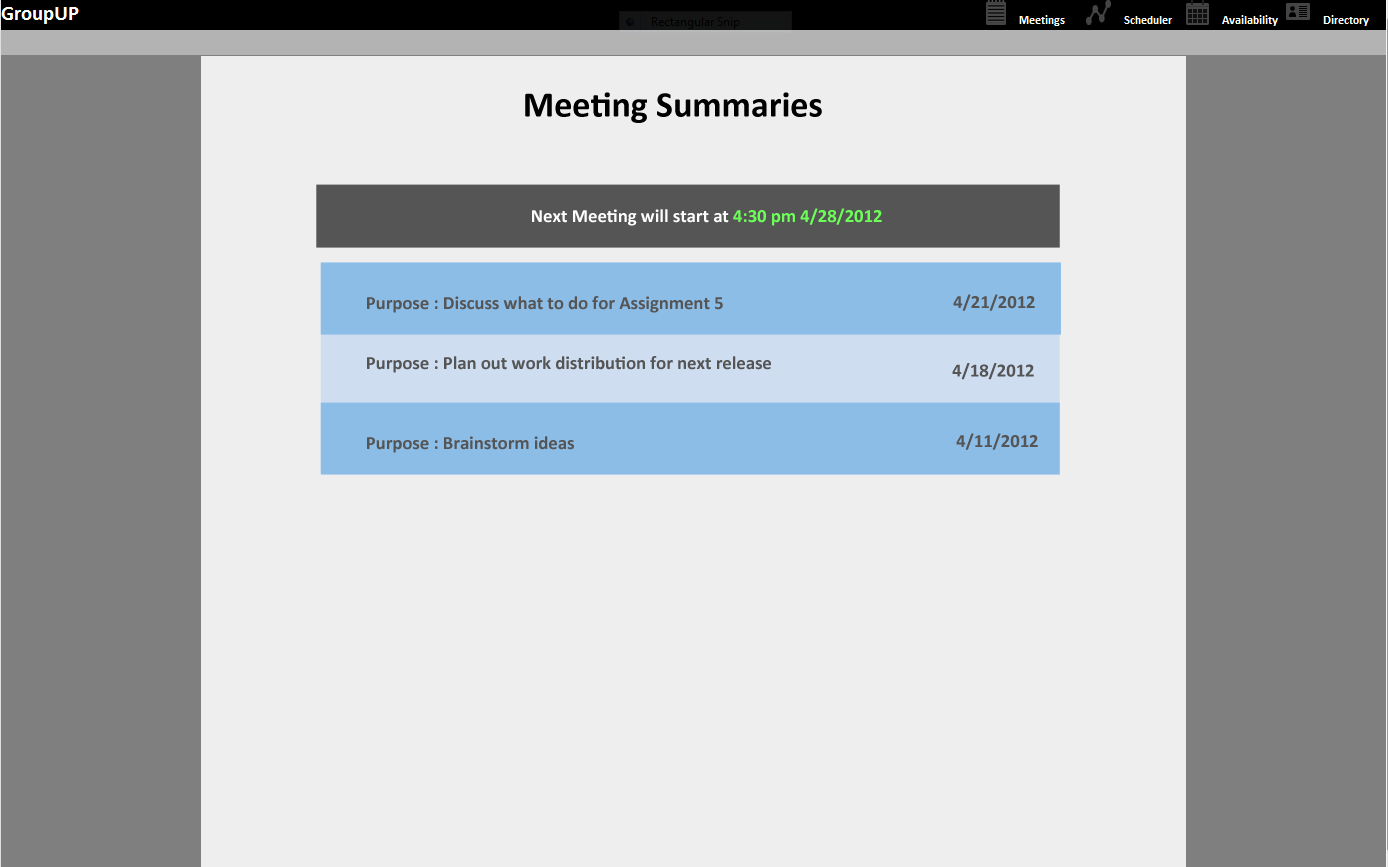 GroupUP
Rectangular Snip
Meetings
Scheduler
Availability
Directory
Meeting Summaries
Next Meeting will start at 4:30 pm 4/28/2012
Purpose : Discuss what to do for Assignment 5 4/21/2012
Purpose : Plan out work distribution for next release 4/18/2012
Purpose : Brainstorm ideas 4/11/2012